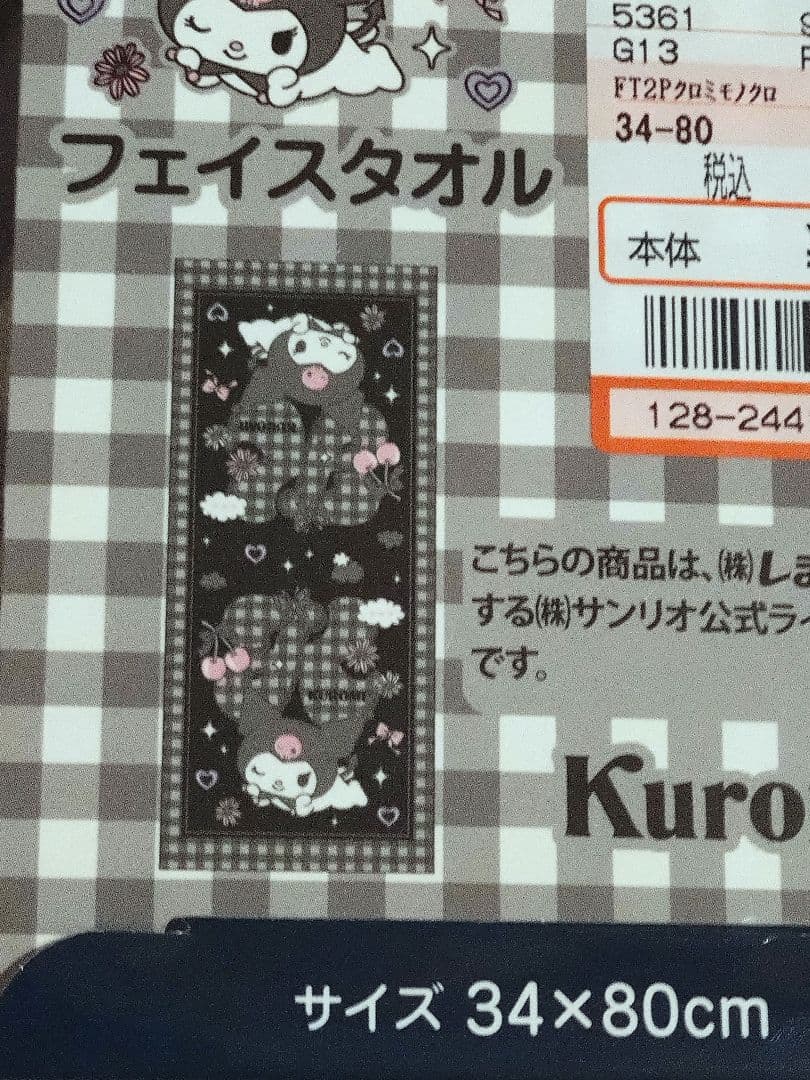 5361
G13
FT2Pクロミモノクロ
34-80
税込
本体
128-244
フェイスタオル
こちらの商品は、㈱しま
する㈱サンリオ公式ライ
です。
Kuro
サイズ 34×80cm